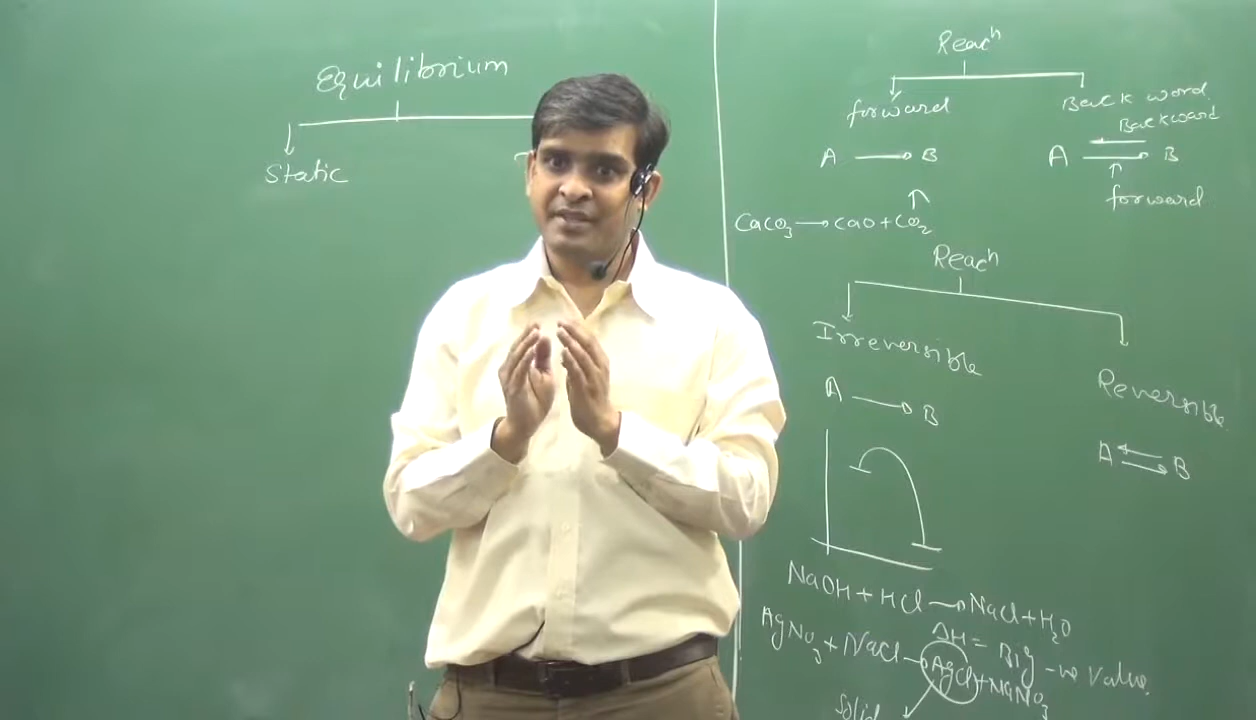 Equilibrium
Static
Reacn
forward
Back word
Backward
A → B
A ⇌ B
forward
CaCO3 → CaO + CO2 ↑
Reacn
Irreversible
Reversible
A → B
A ⇌ B
NaOH + HCl → NaCl + H2O
ΔH = Big -ve Value
AgNO3 + NaCl → AgCl + NaNO3
Solid